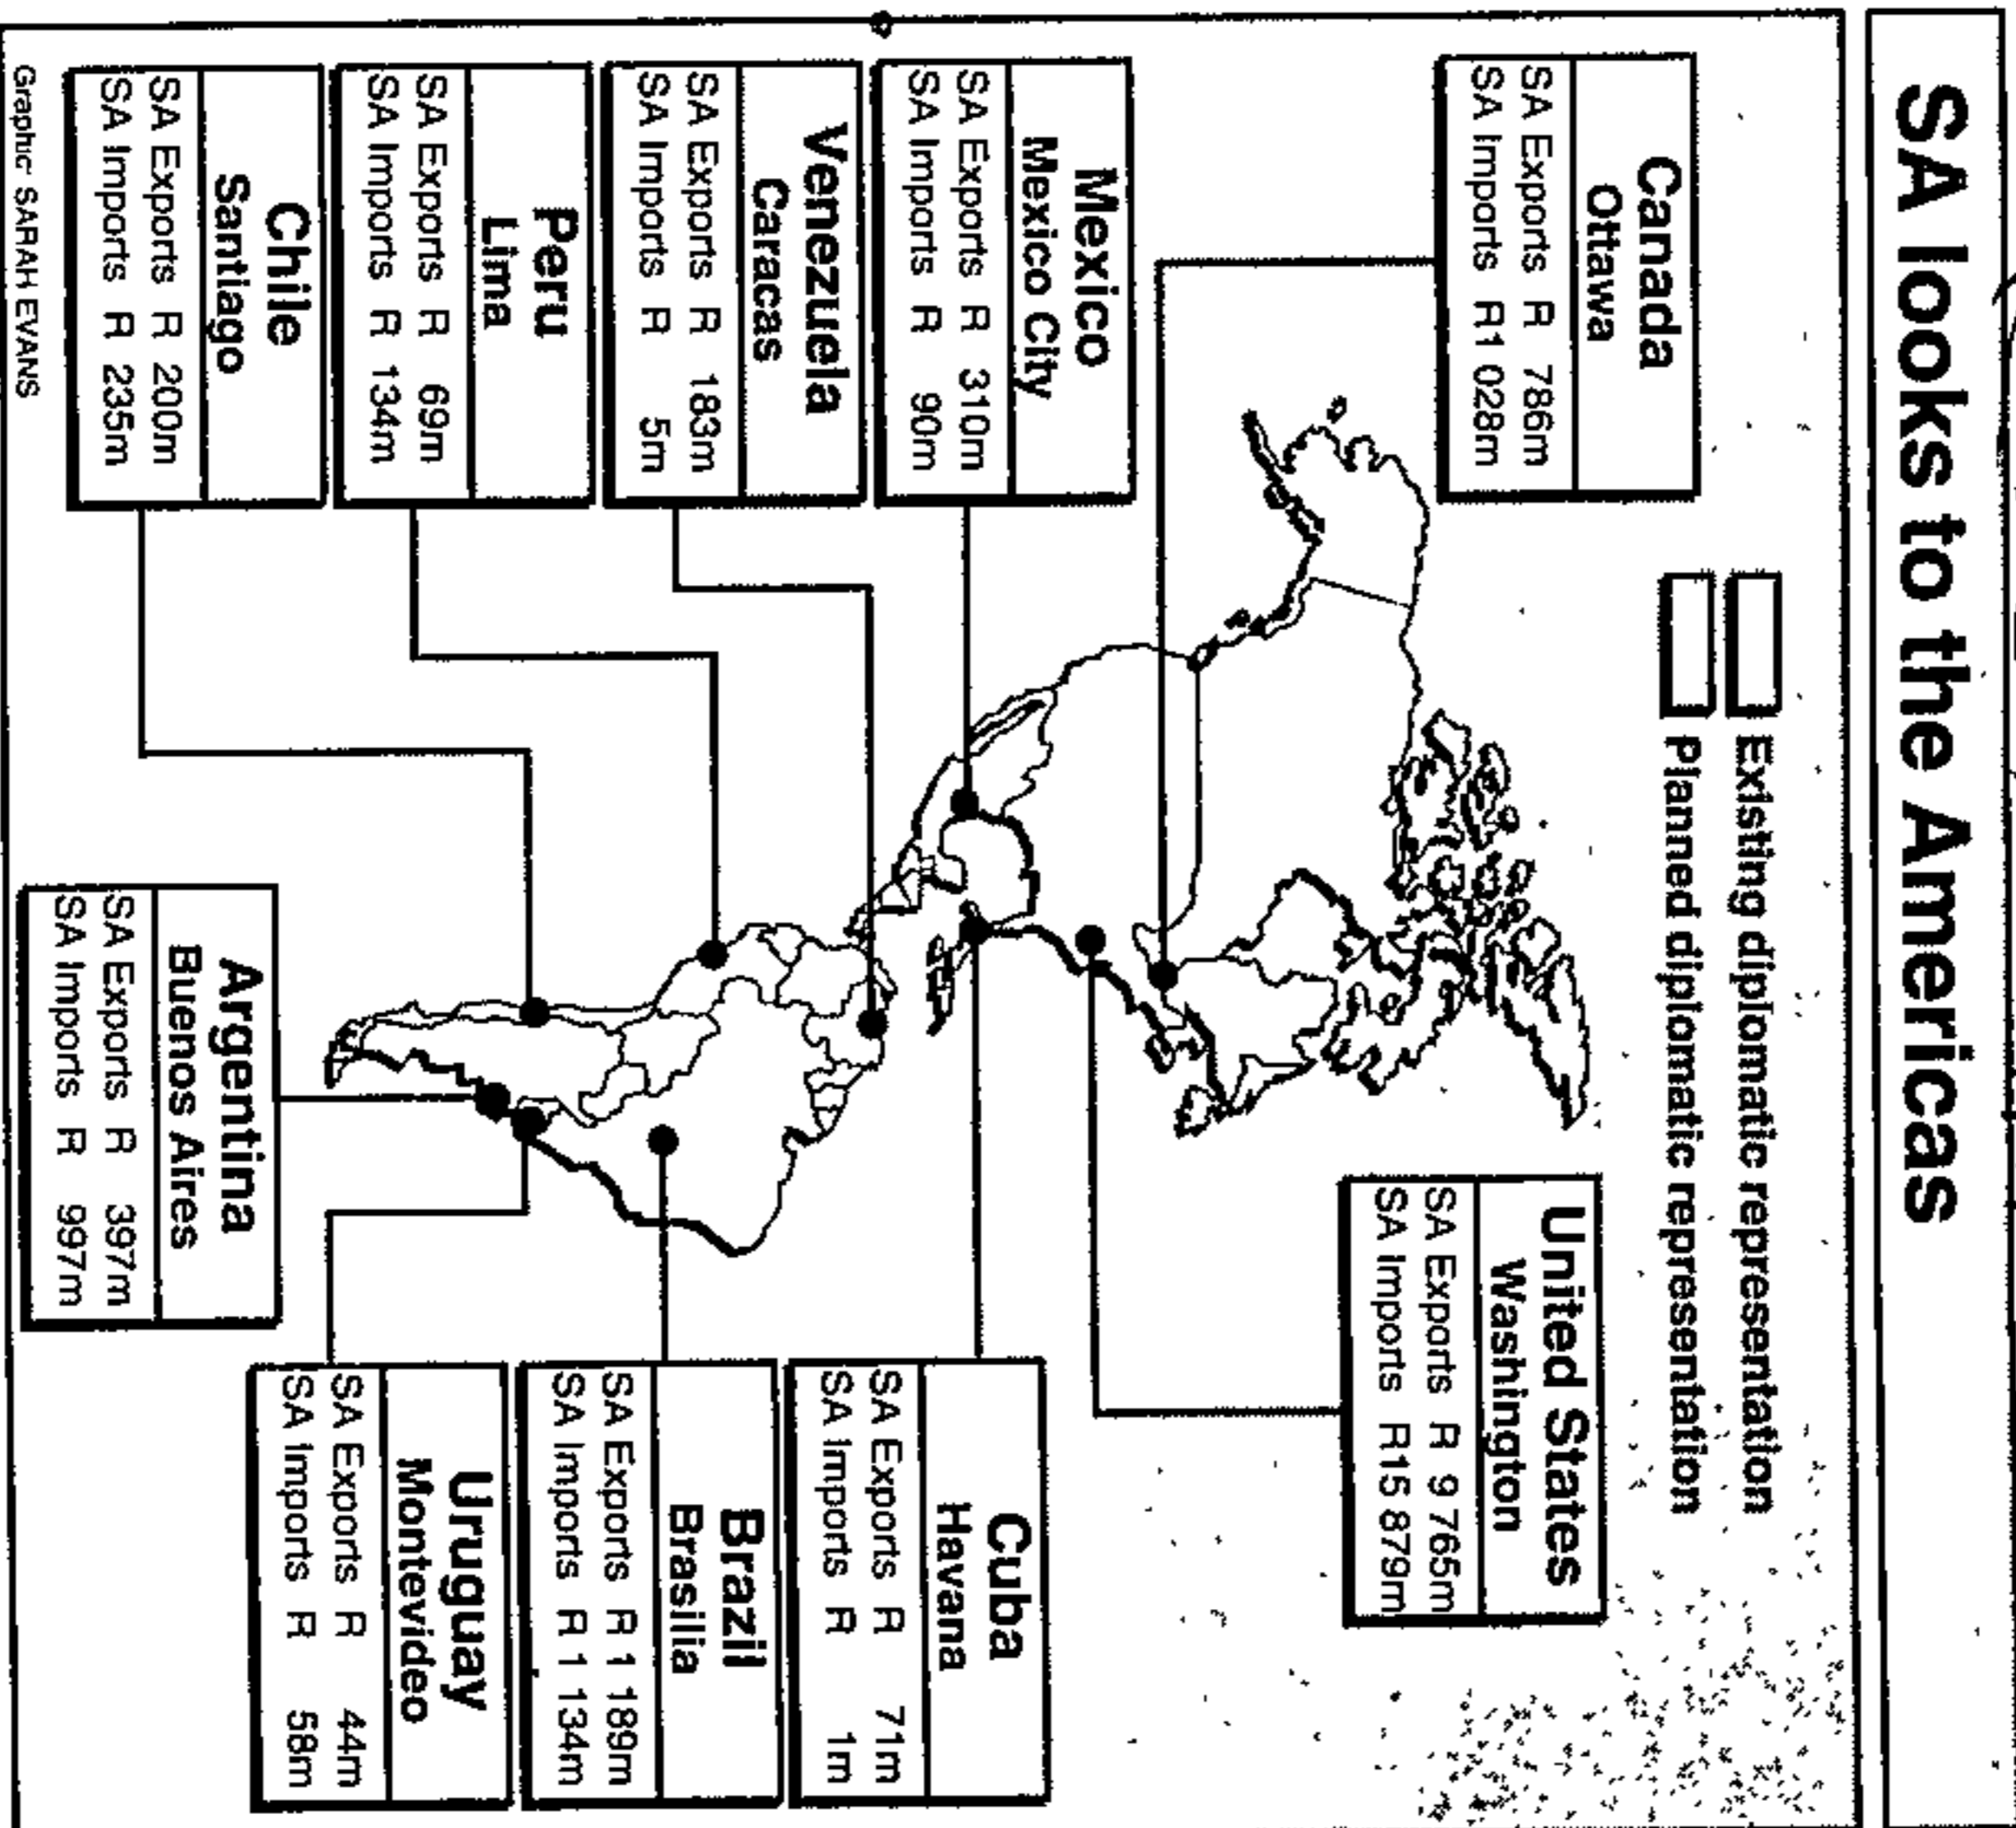 SA looks to the Americas
Existing diplomatic representation
Planned diplomatic representation
Canada
Ottawa
SA Exports R 786m
SA Imports R1 028m
United States
Washington
SA Exports R 9 765m
SA Imports R15 879m
Mexico
Mexico City
SA Exports R 310m
SA Imports R 90m
Cuba
Havana
SA Exports R 71m
SA Imports R 1m
Venezuela
Caracas
SA Exports R 183m
SA Imports R 5m
Brazil
Brasilia
SA Exports R 1 189m
SA Imports R 1 134m
Peru
Lima
SA Exports R 69m
SA Imports R 134m
Uruguay
Montevideo
SA Exports R 44m
SA Imports R 58m
Chile
Santiago
SA Exports R 200m
SA Imports R 235m
Argentina
Buenos Aires
SA Exports R 397m
SA Imports R 997m
Graphic SARAH EVANS